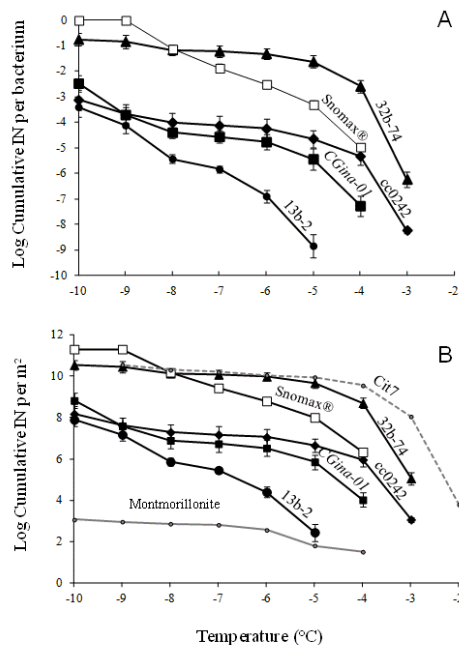 A
Log Cumulative IN per bacterium
0
-1
-2
-3
-4
-5
-6
-7
-8
-9
-10
-10
-9
-8
-7
-6
-5
-4
-3
-2
Snomax®
32b-74
CGina-01
cc0242
13b-2
B
Log Cumulative IN per m²
12
10
8
6
4
2
0
Cit7
Snomax®
32b-74
CGina-01
cc0242
13b-2
Montmorillonite
-10
-9
-8
-7
-6
-5
-4
-3
-2
Temperature (°C)